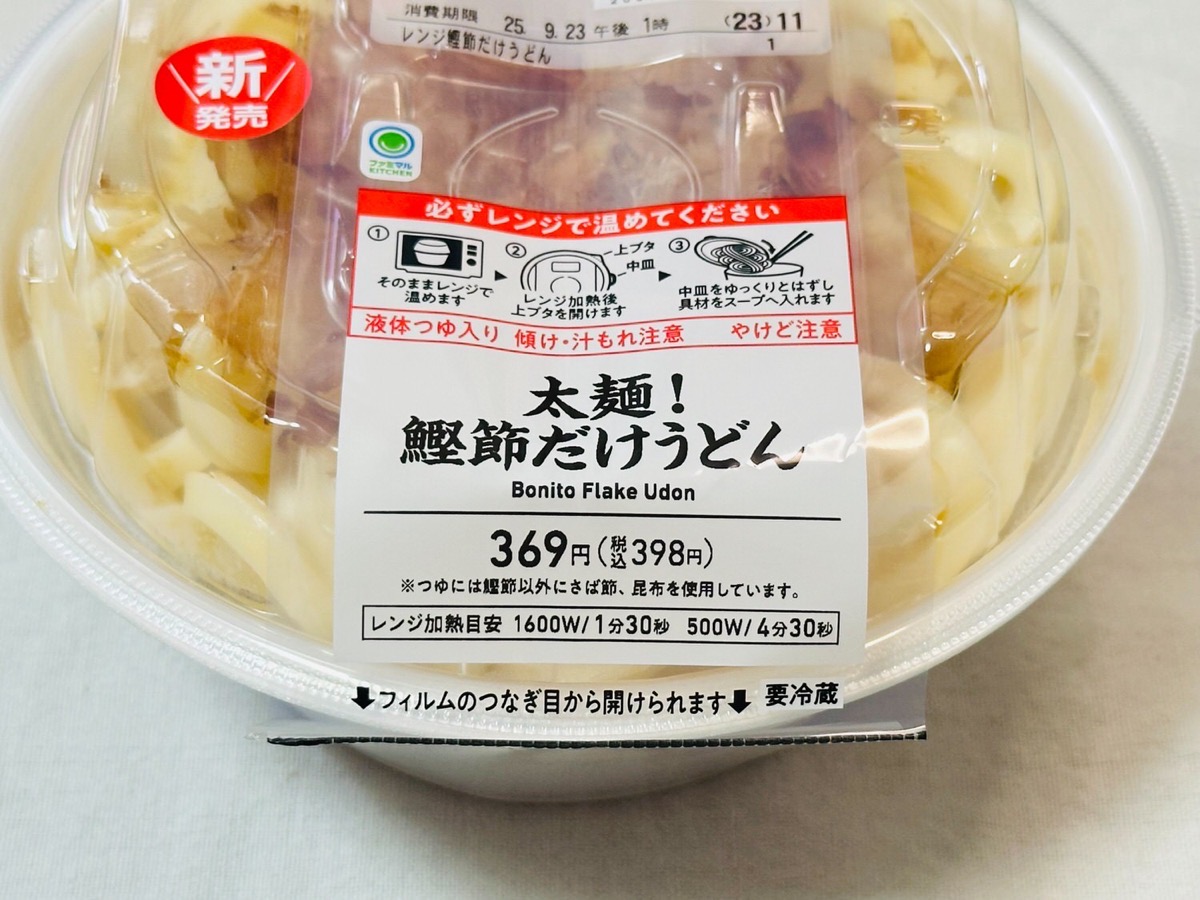 消費期限 25. 9. 23 午後 1時 (23) 11
レンジ鰹節だけうどん 1
新
発売
ファミマル
KITCHEN
必ずレンジで温めてください
① ② ③
上ブタ
中皿
そのままレンジで
温めます
レンジ加熱後
上ブタを開けます
中皿をゆっくりとはずし
具材をスープへ入れます
液体つゆ入り 傾け・汁もれ注意 やけど注意
太麺!
鰹節だけうどん
Bonito Flake Udon
369円(税込398円)
※つゆには鰹節以外にさば節、昆布を使用しています。
レンジ加熱目安 1600W/1分30秒 500W/4分30秒
⬇フィルムのつなぎ目から開けられます⬇ 要冷蔵